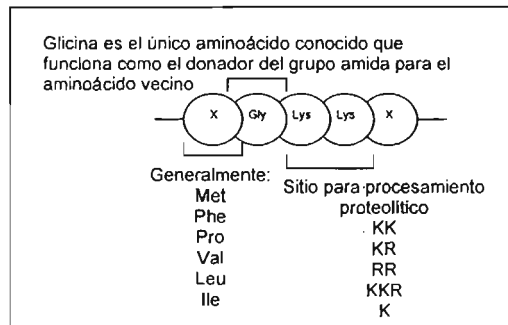 Glicina es el único aminoácido conocido que
funciona como el donador del grupo amida para el
aminoácido vecino
X Gly Lys Lys X
Generalmente:
Met
Phe
Pro
Val
Leu
Ile
Sitio para procesamiento
proteolítico
KK
KR
RR
KKR
K